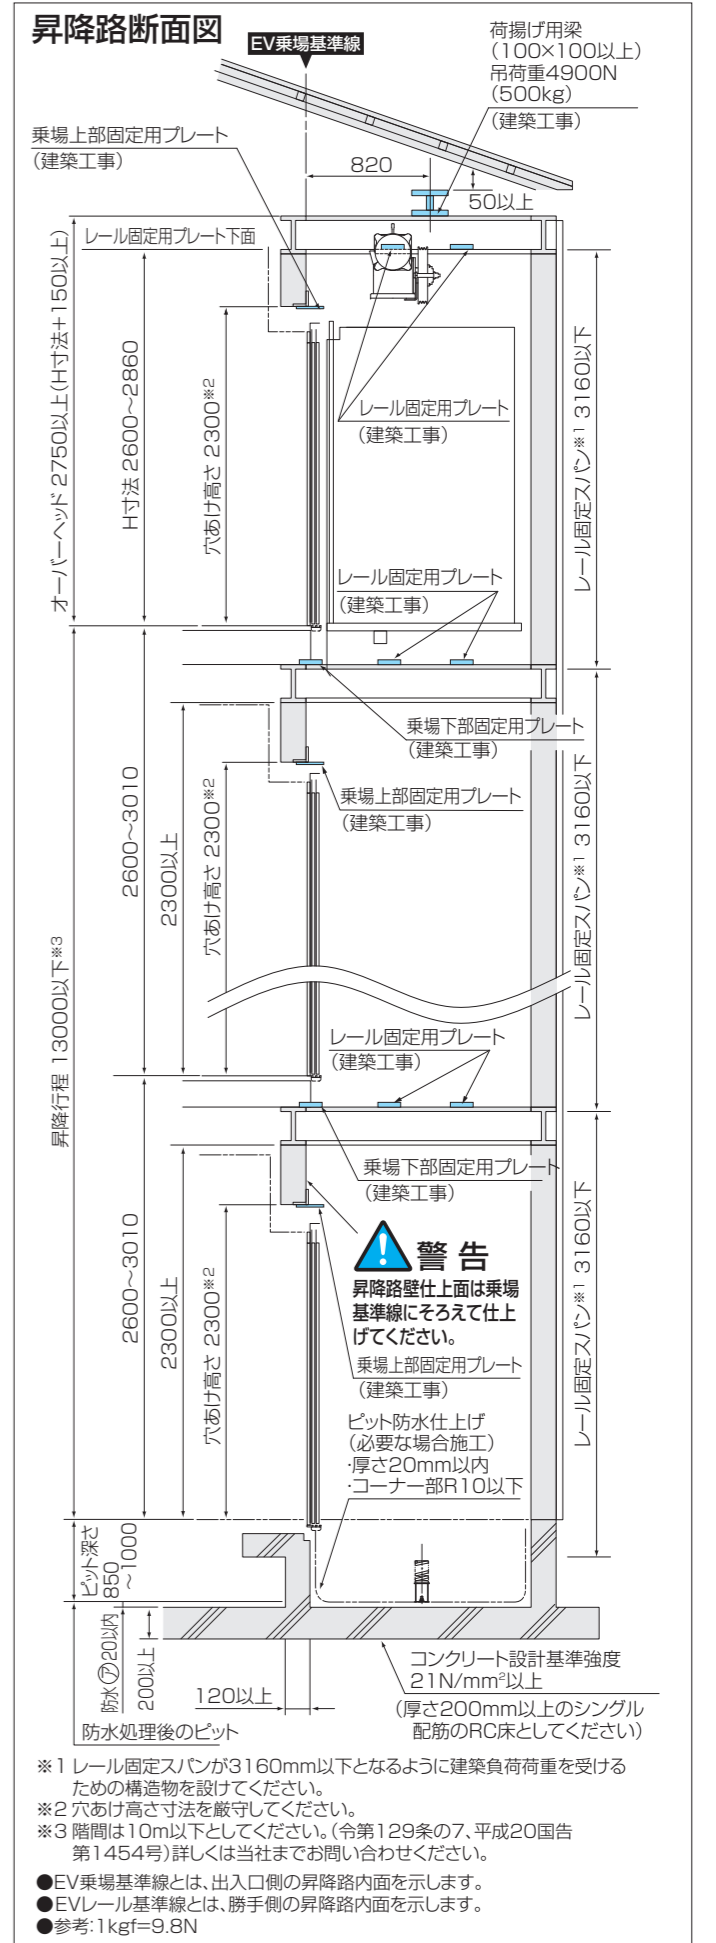 昇降路断面図
EV乗場基準線
荷揚げ用梁
(100×100以上)
吊荷重4900N
(500kg)
(建築工事)
乗場上部固定用プレート
(建築工事)
820
50以上
レール固定用プレート下面
オーバーヘッド 2750以上(H寸法+150以上)
H寸法 2600〜2860
穴あけ高さ 2300※2
レール固定スパン※1 3160以下
レール固定用プレート
(建築工事)
レール固定用プレート
(建築工事)
乗場下部固定用プレート
(建築工事)
乗場上部固定用プレート
(建築工事)
昇降行程 13000以下※3
2600〜3010
2300以上
穴あけ高さ 2300※2
レール固定スパン※1 3160以下
レール固定用プレート
(建築工事)
乗場下部固定用プレート
(建築工事)
警告
昇降路壁仕上面は乗場
基準線にそろえて仕上
げてください。
乗場上部固定用プレート
(建築工事)
2600〜3010
2300以上
穴あけ高さ 2300※2
レール固定スパン※1 3160以下
ピット防水仕上げ
(必要な場合施工)
・厚さ20mm以内
・コーナー部R10以下
ピット深さ
850
〜1000
防水㋐20以内
200以上
120以上
防水処理後のピット
コンクリート設計基準強度
21N/mm²以上
(厚さ200mm以上のシングル
配筋のRC床としてください)
※1 レール固定スパンが3160mm以下となるように建築負荷荷重を受ける
ための構造物を設けてください。
※2 穴あけ高さ寸法を厳守してください。
※3 階間は10m以下としてください。(令第129条の7、平成20国告
第1454号)詳しくは当社までお問い合わせください。
●EV乗場基準線とは、出入口側の昇降路内面を示します。
●EVレール基準線とは、勝手側の昇降路内面を示します。
●参考:1kgf=9.8N